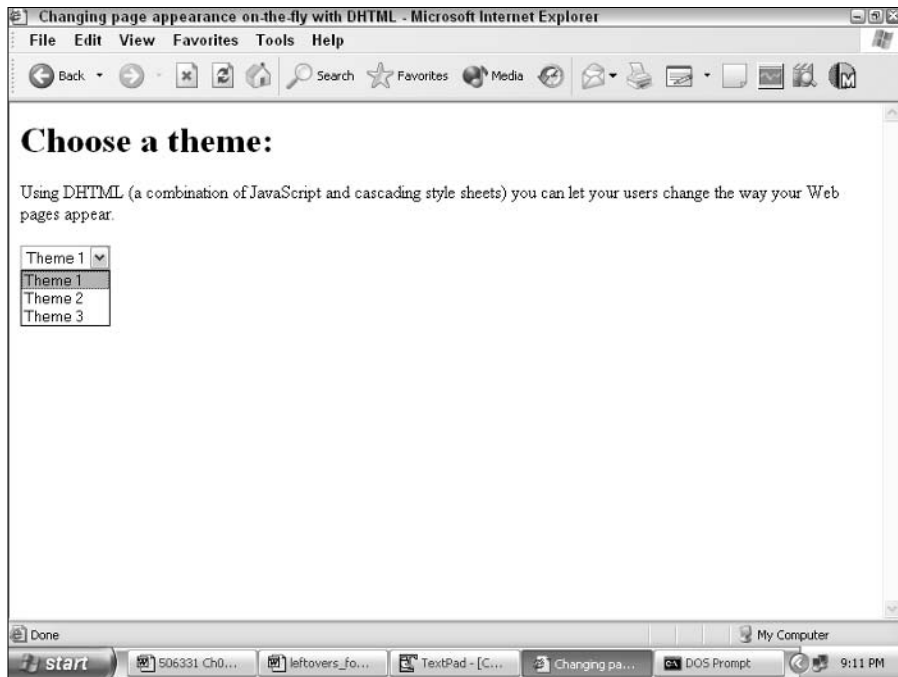 Changing page appearance on-the-fly with DHTML - Microsoft Internet Explorer
File Edit View Favorites Tools Help
Back Search Favorites Media
Choose a theme:
Using DHTML (a combination of JavaScript and cascading style sheets) you can let your users change the way your Web
pages appear.
Theme 1
Theme 1
Theme 2
Theme 3
Done My Computer
start 506331 Ch0... leftovers_fo... TextPad - [C... Changing pa... DOS Prompt 9:11 PM